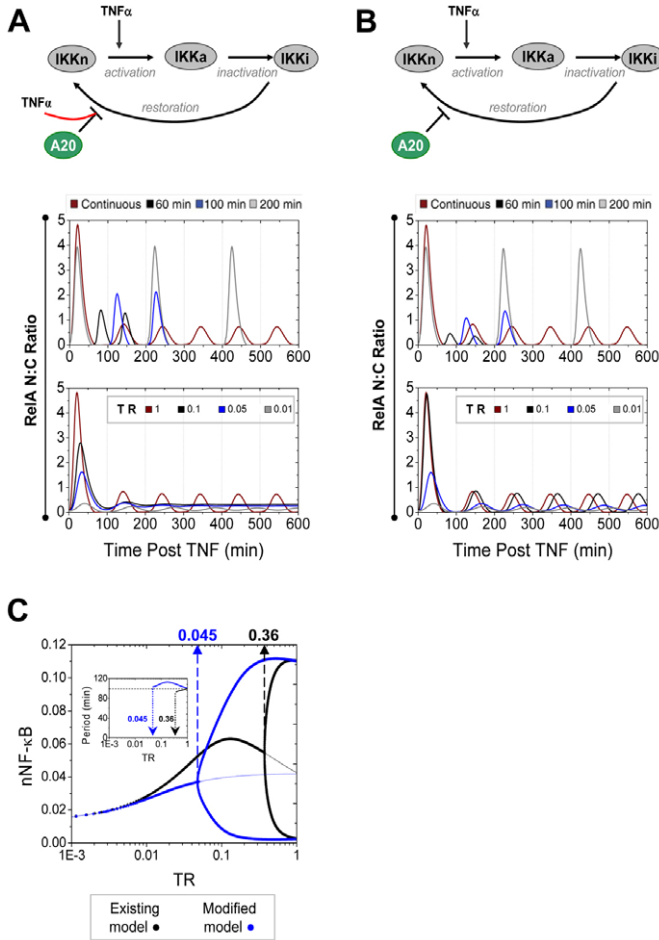 A
TNFα
IKKn
IKKa
IKKi
activation
inactivation
restoration
TNFα
A20
Continuous 60 min 100 min 200 min
5
4
3
2
1
0
0 100 200 300 400 500 600
5
4
3
2
1
0
T R 1 0.1 0.05 0.01
0 100 200 300 400 500 600
RelA N:C Ratio
Time Post TNF (min)
B
TNFα
IKKn
IKKa
IKKi
activation
inactivation
restoration
A20
Continuous 60 min 100 min 200 min
5
4
3
2
1
0
0 100 200 300 400 500 600
5
4
3
2
1
0
T R 1 0.1 0.05 0.01
0 100 200 300 400 500 600
RelA N:C Ratio
Time Post TNF (min)
C
0.045
0.36
0.12
0.10
0.08
0.06
0.04
0.02
0.00
nNF-κB
1E-3 0.01 0.1 1
TR
Period (min)
120
80
40
0
0.045
0.36
1E-3 0.01 0.1 1
TR
Existing Modified
model model